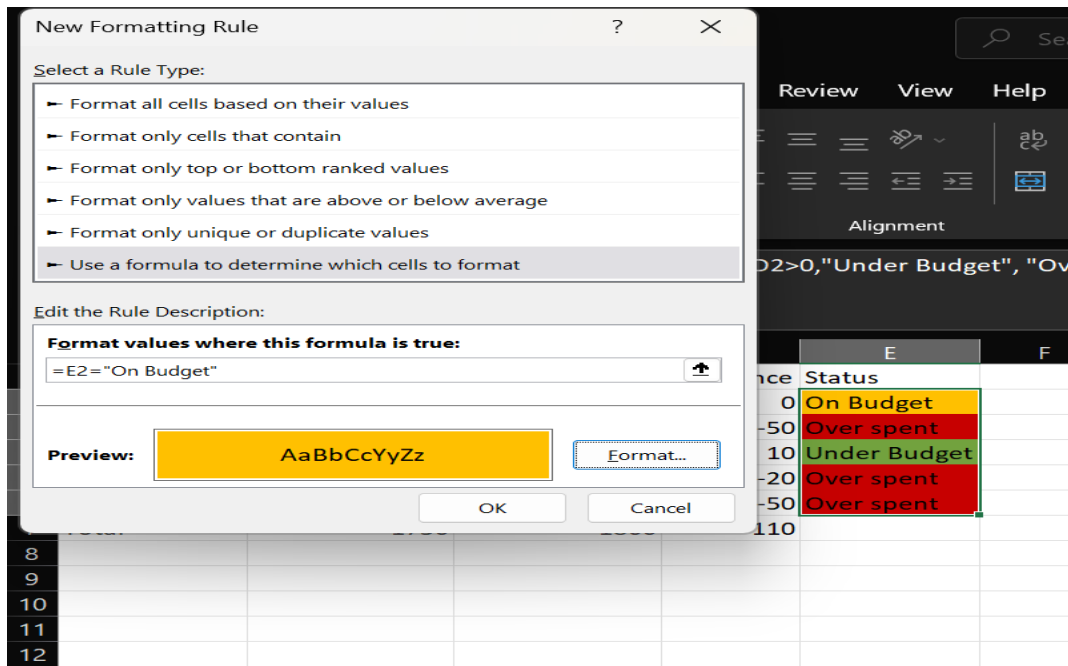 New Formatting Rule ? ✕
Select a Rule Type:
► Format all cells based on their values
► Format only cells that contain
► Format only top or bottom ranked values
► Format only values that are above or below average
► Format only unique or duplicate values
► Use a formula to determine which cells to format
Edit the Rule Description:
Format values where this formula is true:
=E2="On Budget"
Preview:
AaBbCcYyZz
Format...
OK
Cancel
Review View Help
ab
Alignment
D2>0,"Under Budget", "Ov
E F
Status
0 On Budget
-50 Over spent
10 Under Budget
-20 Over spent
-50 Over spent
110
8
9
10
11
12